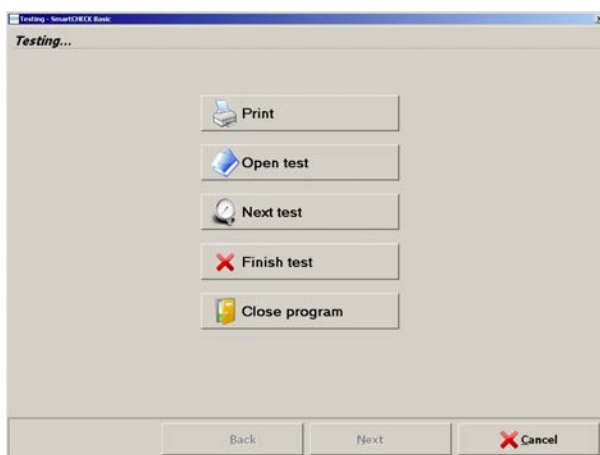 Testing - SmartCHECK Basic
Testing...
Print
Open test
Next test
Finish test
Close program
Back
Next
Cancel